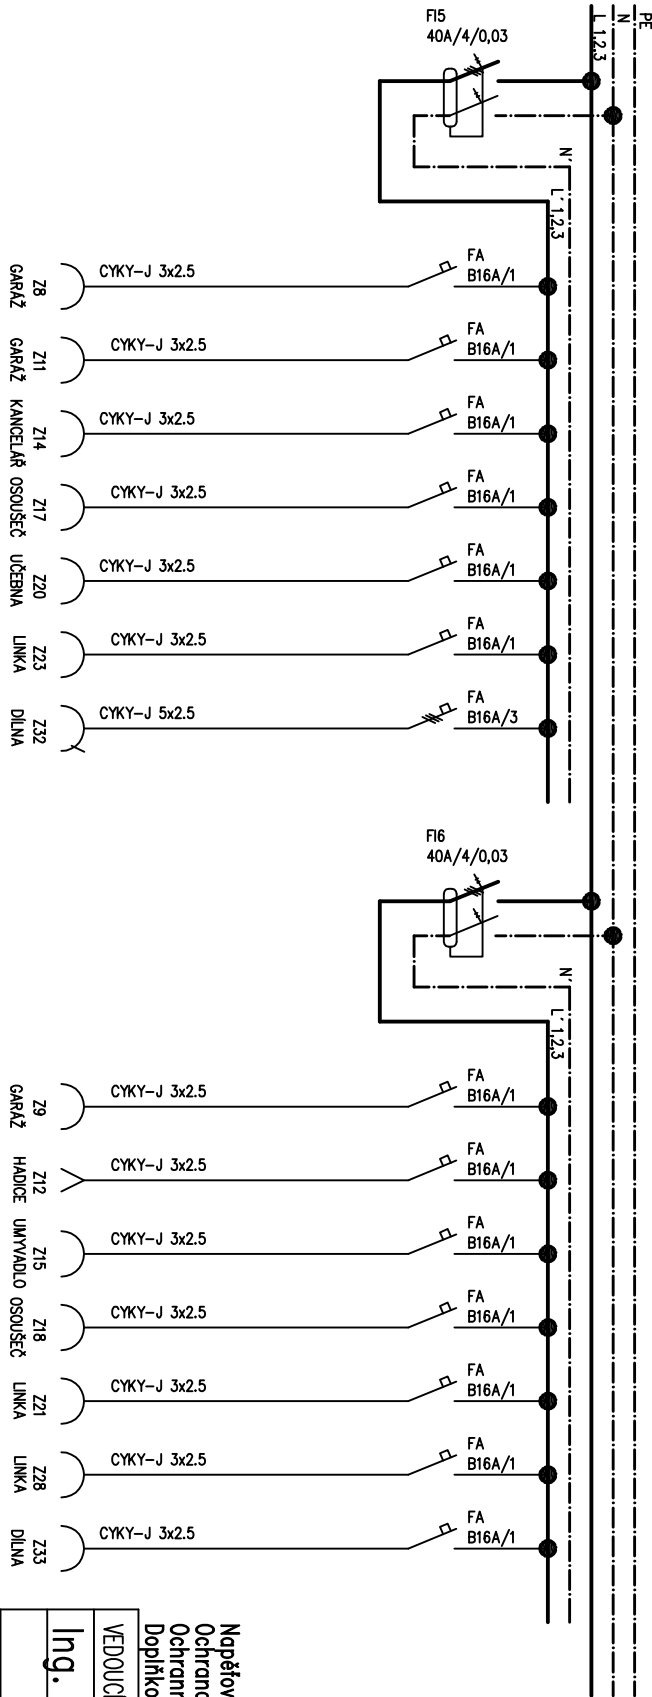 PE
N
L 1,2,3
FI5
40A/4/0,03
N'
L' 1,2,3
FA
B16A/1
CYKY-J 3x2.5
Z8
GARÁŽ
FA
B16A/1
CYKY-J 3x2.5
Z11
GARÁŽ
FA
B16A/1
CYKY-J 3x2.5
Z14
KANCELÁŘ
FA
B16A/1
CYKY-J 3x2.5
Z17
OSOUŠEČ
FA
B16A/1
CYKY-J 3x2.5
Z20
UČEBNA
FA
B16A/1
CYKY-J 3x2.5
Z23
LINKA
FA
B16A/3
CYKY-J 5x2.5
Z32
DÍLNA
FI6
40A/4/0,03
N'
L' 1,2,3
FA
B16A/1
CYKY-J 3x2.5
Z9
GARÁŽ
FA
B16A/1
CYKY-J 3x2.5
Z12
HADICE
FA
B16A/1
CYKY-J 3x2.5
Z15
UMYVADLO
FA
B16A/1
CYKY-J 3x2.5
Z18
OSOUŠEČ
FA
B16A/1
CYKY-J 3x2.5
Z21
LINKA
FA
B16A/1
CYKY-J 3x2.5
Z28
LINKA
FA
B16A/1
CYKY-J 3x2.5
Z33
DÍLNA
Ing.